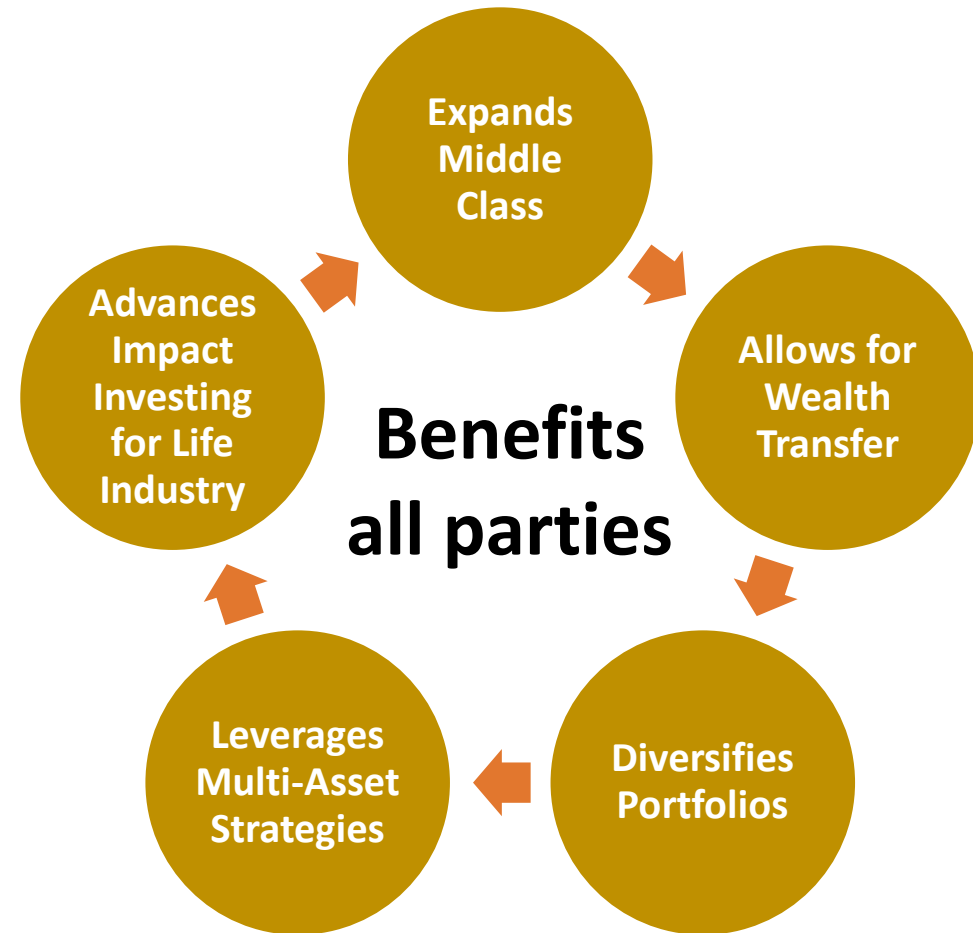 Expands
Middle
Class
Allows for
Wealth
Transfer
Diversifies
Portfolios
Leverages
Multi-Asset
Strategies
Advances
Impact
Investing
for Life
Industry
Benefits
all parties